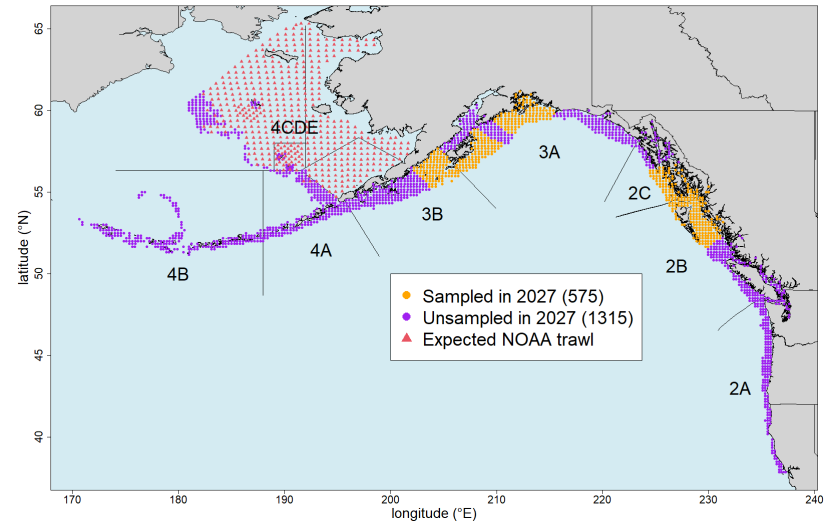 65
60
55
50
45
40
latitude (°N)
4CDE
3A
2C
3B
4A
4B
2B
2A
Sampled in 2027 (575)
Unsampled in 2027 (1315)
Expected NOAA trawl
170
180
190
200
210
220
230
240
longitude (°E)